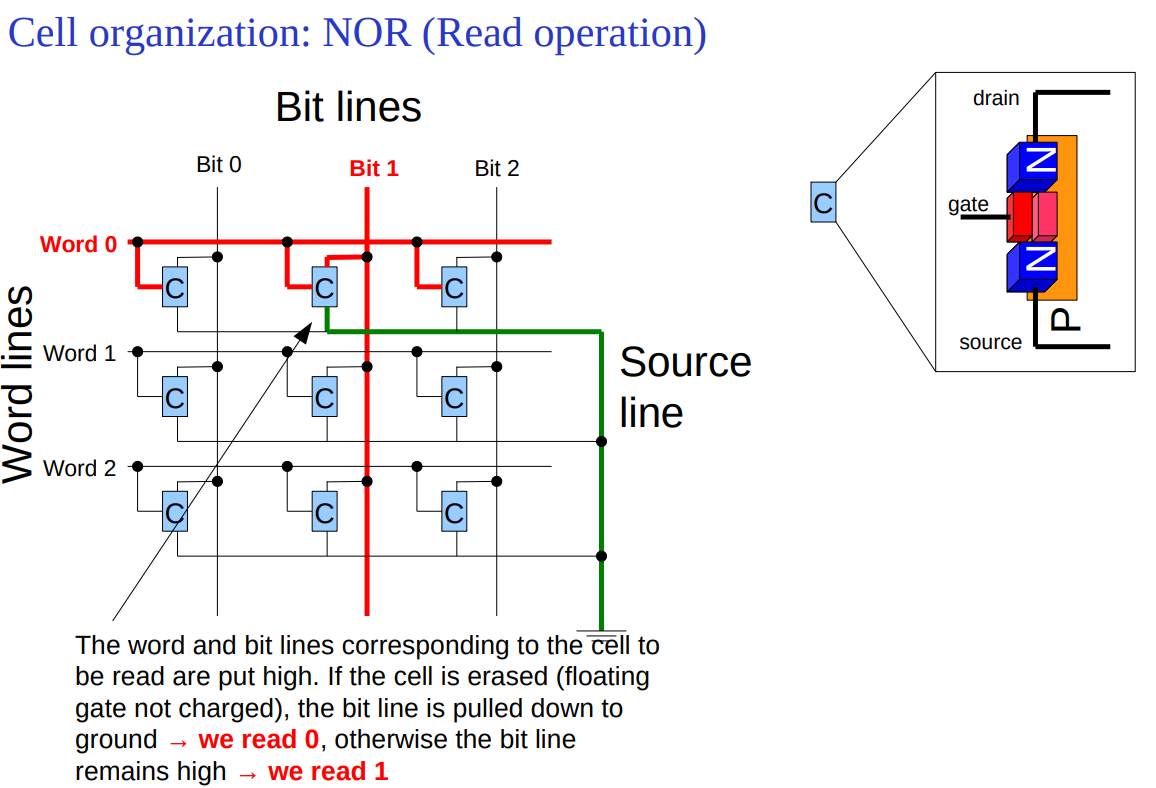 Cell organization: NOR (Read operation)
Bit lines
Bit 0
Bit 1
Bit 2
Word lines
Word 0
C
C
C
Word 1
C
C
C
Word 2
C
C
C
Source
line
The word and bit lines corresponding to the cell to
be read are put high. If the cell is erased (floating
gate not charged), the bit line is pulled down to
ground → we read 0, otherwise the bit line
remains high → we read 1
C
drain
N
gate
N
P
source